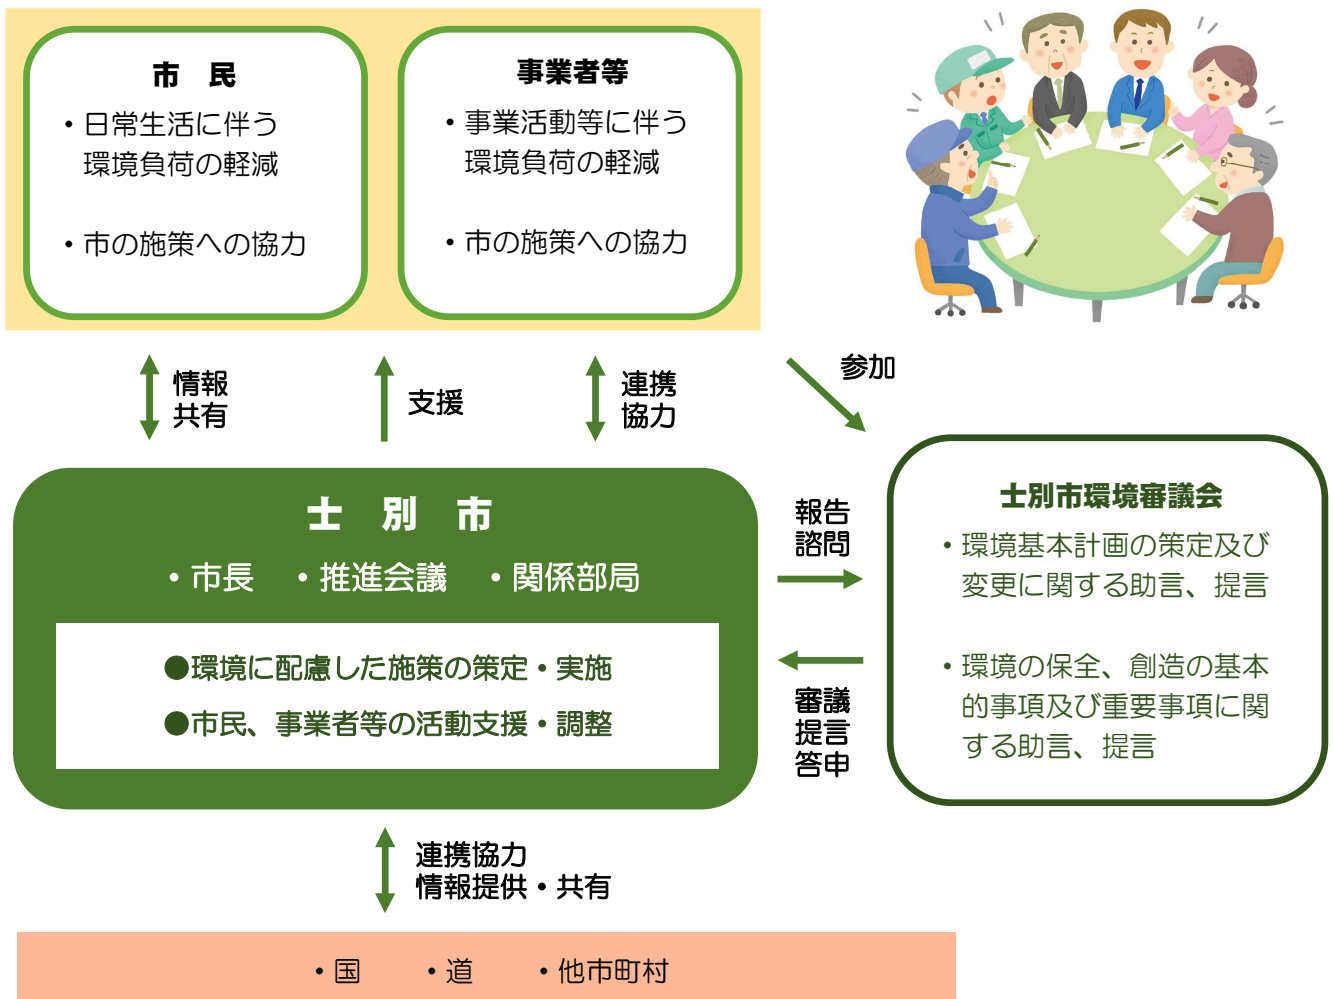 市　民
・日常生活に伴う
環境負荷の軽減
・市の施策への協力
事業者等
・事業活動等に伴う
環境負荷の軽減
・市の施策への協力
情報
共有
支援
連携
協力
参加
士　別　市
・市長　・推進会議　・関係部局
●環境に配慮した施策の策定・実施
●市民、事業者等の活動支援・調整
報告
諮問
審議
提言
答申
士別市環境審議会
・環境基本計画の策定及び
変更に関する助言、提言
・環境の保全、創造の基本
的事項及び重要事項に関
する助言、提言
連携協力
情報提供・共有
・国　・道　・他市町村